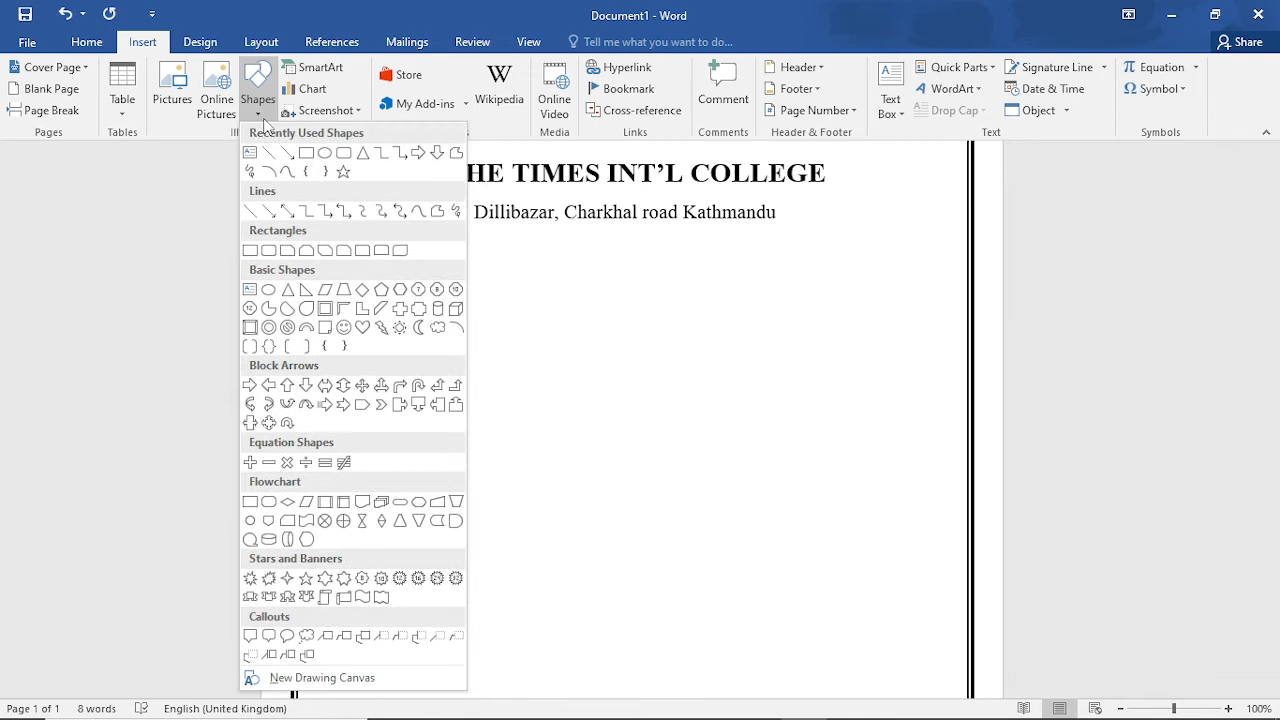 Document1 - Word
File Home Insert Design Layout References Mailings Review View Tell me what you want to do... Share
Cover Page
Blank Page
Page Break
Pages
Table
Tables
Pictures
Online Pictures
Shapes
SmartArt
Chart
Screenshot
Store
My Add-ins
Wikipedia
Online Video
Media
Hyperlink
Bookmark
Cross-reference
Links
Comment
Comments
Header
Footer
Page Number
Header & Footer
Text Box
Quick Parts
WordArt
Drop Cap
Signature Line
Date & Time
Object
Text
Equation
Symbol
Symbols
Recently Used Shapes
Lines
Rectangles
Basic Shapes
Block Arrows
Equation Shapes
Flowchart
Stars and Banners
Callouts
New Drawing Canvas
HE TIMES INT'L COLLEGE
Dillibazar, Charkhal road Kathmandu
Page 1 of 1 8 words English (United Kingdom) 100%